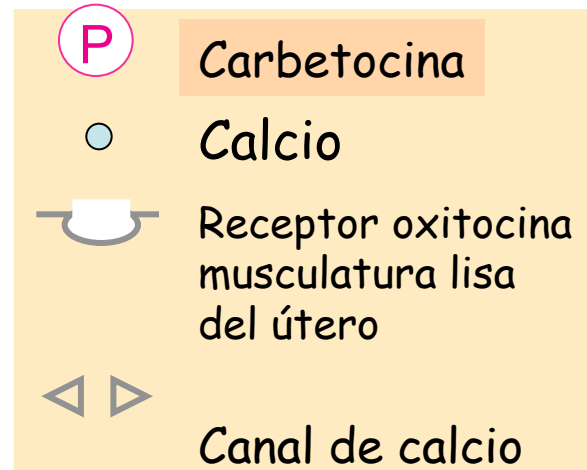 P
Carbetocina
Calcio
Receptor oxitocina
musculatura lisa
del útero
Canal de calcio